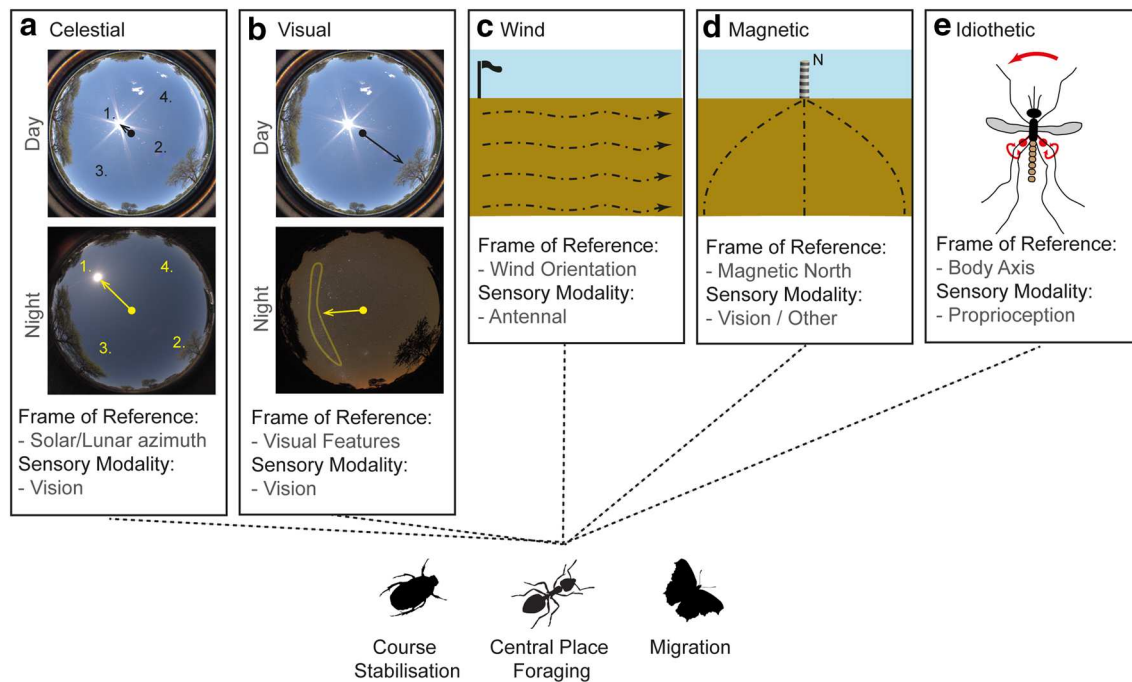 a Celestial
Day
1.
4.
2.
3.
Night
1.
4.
3.
2.
Frame of Reference:
- Solar/Lunar azimuth
Sensory Modality:
- Vision
b Visual
Day
Night
Frame of Reference:
- Visual Features
Sensory Modality:
- Vision
c Wind
Frame of Reference:
- Wind Orientation
Sensory Modality:
- Antennal
d Magnetic
N
Frame of Reference:
- Magnetic North
Sensory Modality:
- Vision / Other
e Idiothetic
Frame of Reference:
- Body Axis
Sensory Modality:
- Proprioception
Course
Stabilisation
Central Place
Foraging
Migration